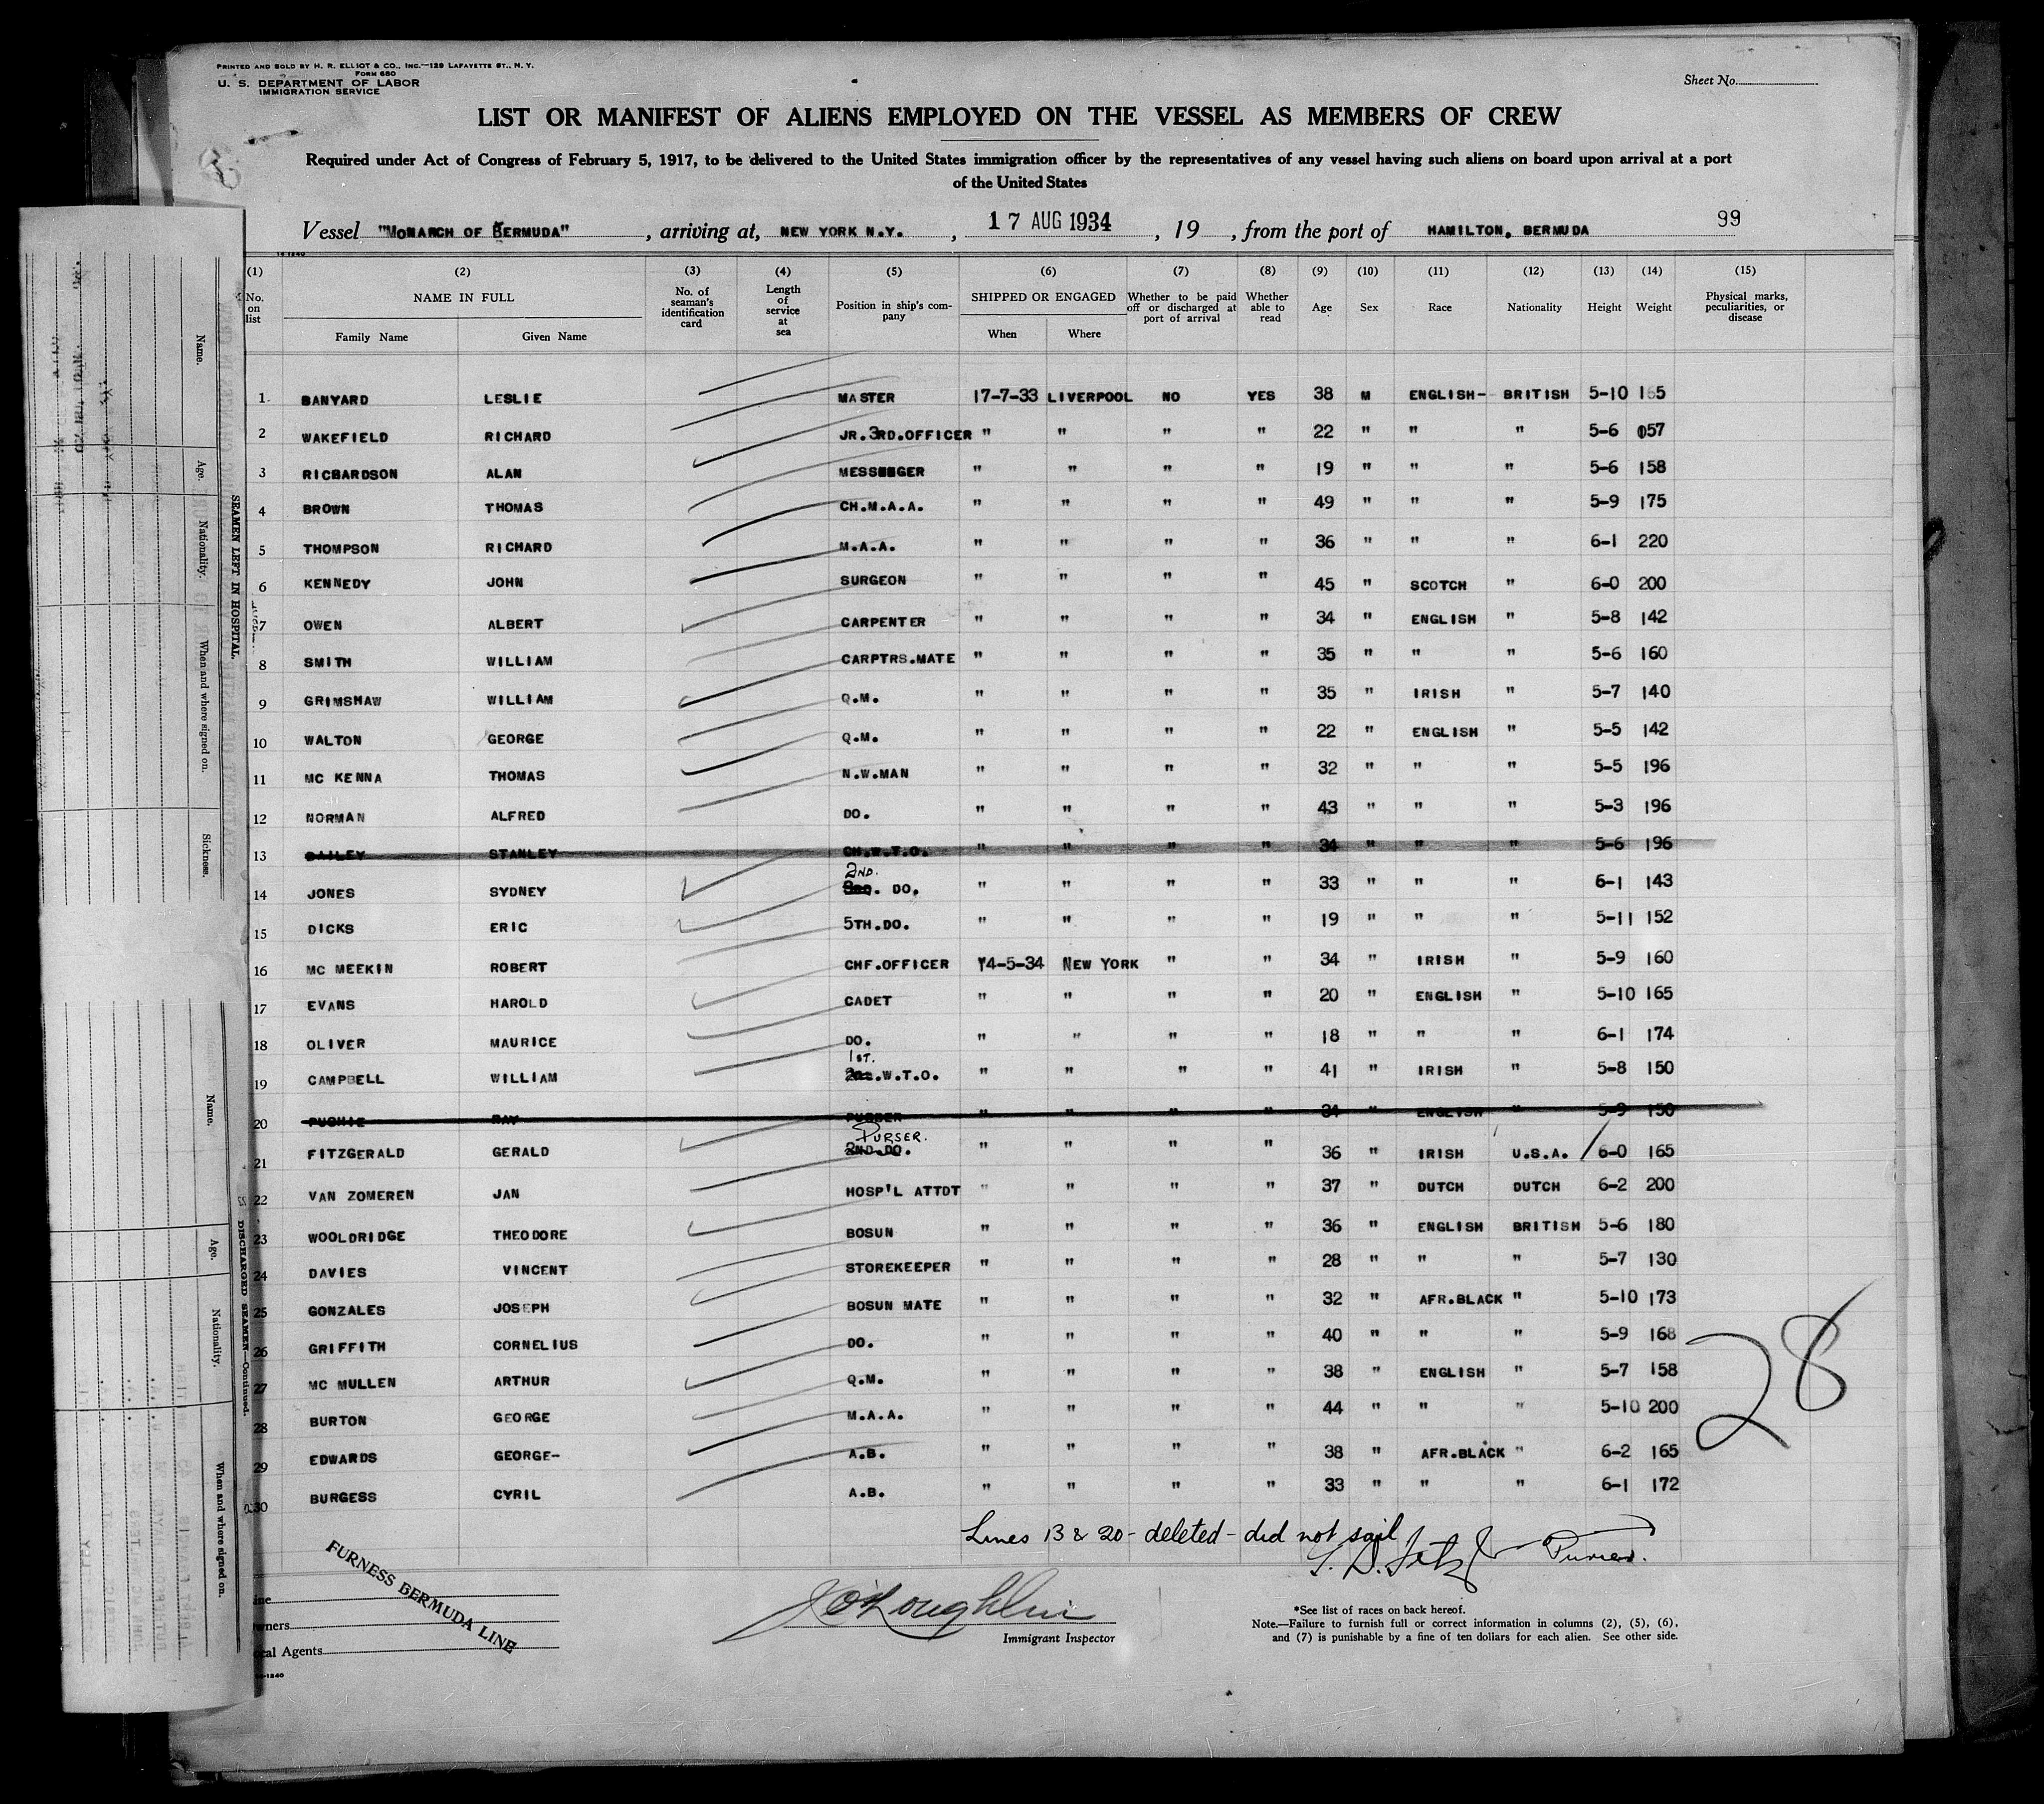 PRINTED AND SOLD BY H. R. ELLIOT & CO., INC.—129 LAFAYETTE ST., N. Y.
FORM 680
U. S. DEPARTMENT OF LABOR
IMMIGRATION SERVICE
Sheet No.
LIST OR MANIFEST OF ALIENS EMPLOYED ON THE VESSEL AS MEMBERS OF CREW
Required under Act of Congress of February 5, 1917, to be delivered to the United States immigration officer by the representatives of any vessel having such aliens on board upon arrival at a port
of the United States
Vessel "MONARCH OF BERMUDA", arriving at, NEW YORK N.Y., 17 AUG 1934, 19 , from the port of HAMILTON, BERMUDA 99
14-1240
(1) (2) (3) (4) (5) (6) (7) (8) (9) (10) (11) (12) (13) (14) (15)
No. on list NAME IN FULL No. of seaman's identification card Length of service at sea Position in ship's company SHIPPED OR ENGAGED Whether to be paid off or discharged at port of arrival Whether able to read Age Sex Race Nationality Height Weight Physical marks, peculiarities, or disease
Family Name Given Name When Where
1 BANYARD LESLIE MASTER 17-7-33 LIVERPOOL NO YES 38 M ENGLISH- BRITISH 5-10 165
2 WAKEFIELD RICHARD JR.3RD.OFFICER " " " " 22 " " " 5-6 057
3 RICBARDSON ALAN MESSENGER " " " " 19 " " " 5-6 158
4 BROWN THOMAS CH.M.A.A. " " " " 49 " " " 5-9 175
5 THOMPSON RICHARD M.A.A. " " " " 36 " " " 6-1 220
6 KENNEDY JOHN SURGEON " " " " 45 " SCOTCH " 6-0 200
7 OWEN ALBERT CARPENTER " " " " 34 " ENGLISH " 5-8 142
8 SMITH WILLIAM CARPTRS.MATE " " " " 35 " " " 5-6 160
9 GRIMSHAW WILLIAM Q.M. " " " " 35 " IRISH " 5-7 140
10 WALTON GEORGE Q.M. " " " " 22 " ENGLISH " 5-5 142
11 MC KENNA THOMAS N.W.MAN " " " " 32 " " " 5-5 196
12 NORMAN ALFRED DO. " " " " 43 " " " 5-3 196
13 BAILEY STANLEY CH.W.T.O. " " " " 34 " " " 5-6 196
2ND.
14 JONES SYDNEY DO. " " " " 33 " " " 6-1 143
15 DICKS ERIC 5TH.DO. " " " " 19 " " " 5-11 152
16 MC MEEKIN ROBERT CHF.OFFICER 14-5-34 NEW YORK " " 34 " IRISH " 5-9 160
17 EVANS HAROLD CADET " " " " 20 " ENGLISH " 5-10 165
18 OLIVER MAURICE DO. " " " " 18 " " " 6-1 174
1ST.
19 CAMPBELL WILLIAM .W.T.O. " " " " 41 " IRISH " 5-8 150
20 RAY PURSER " " " " 34 " ENGLISH " 5-9 150
PURSER.
21 FITZGERALD GERALD 2ND.DO. " " " " 36 " IRISH U.S.A. 6-0 165
22 VAN ZOMEREN JAN HOSP'L ATTDT " " " " 37 " DUTCH DUTCH 6-2 200
23 WOOLDRIDGE THEODORE BOSUN " " " " 36 " ENGLISH BRITISH 5-6 180
24 DAVIES VINCENT STOREKEEPER " " " " 28 " " " 5-7 130
25 GONZALES JOSEPH BOSUN MATE " " " " 32 " AFR.BLACK " 5-10 173
26 GRIFFITH CORNELIUS DO. " " " " 40 " " " 5-9 168
27 MC MULLEN ARTHUR Q.M. " " " " 38 " ENGLISH " 5-7 158
28 BURTON GEORGE M.A.A. " " " " 44 " " " 5-10 200
29 EDWARDS GEORGE- A.B. " " " " 38 " AFR.BLACK " 6-2 165
30 BURGESS CYRIL A.B. " " " " 33 " " " 6-1 172
28
Lines 13 & 20 - deleted - did not sail
Purser.
FURNESS BERMUDA LINE
Agents
J O'Loughlin
Immigrant Inspector
*See list of races on back hereof.
Note.—Failure to furnish full or correct information in columns (2), (5), (6),
and (7) is punishable by a fine of ten dollars for each alien. See other side.
SEAMEN LEFT IN HOSPITAL.
Name.
Age.
Nationality.
When and where signed on.
Sickness.
DISCHARGED SEAMEN—Continued.
Name.
Age.
Nationality.
When and where signed on.